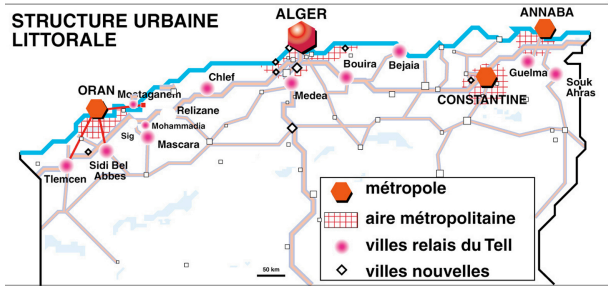 STRUCTURE URBAINE
LITTORALE
ALGER
ANNABA
ORAN
Mostaganem
Chlef
Relizane
Mohammadia
Sig
Mascara
Tlemcen
Sidi Bel
Abbes
Medea
Bouira
Bejaia
CONSTANTINE
Guelma
Souk
Ahras
50 km
métropole
aire métropolitaine
villes relais du Tell
villes nouvelles